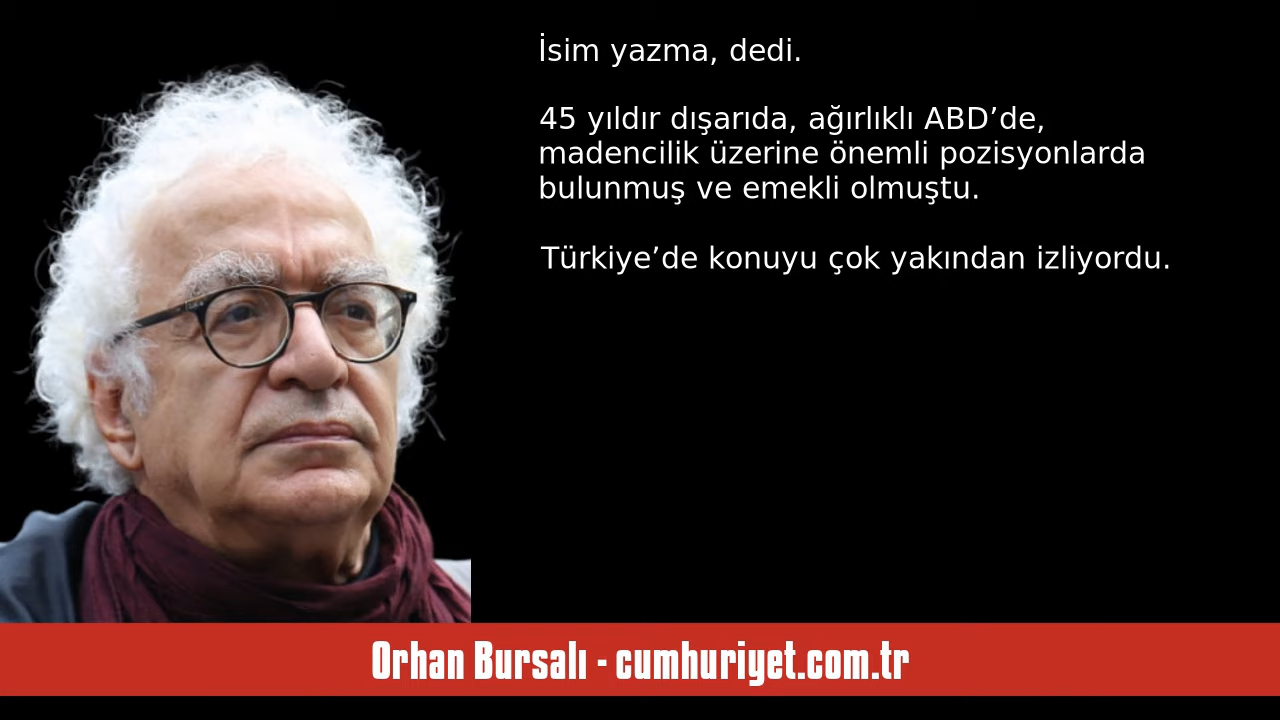 İsim yazma, dedi.
45 yıldır dışarıda, ağırlıklı ABD’de,
madencilik üzerine önemli pozisyonlarda
bulunmuş ve emekli olmuştu.
Türkiye’de konuyu çok yakından izliyordu.
Orhan Bursalı - cumhuriyet.com.tr